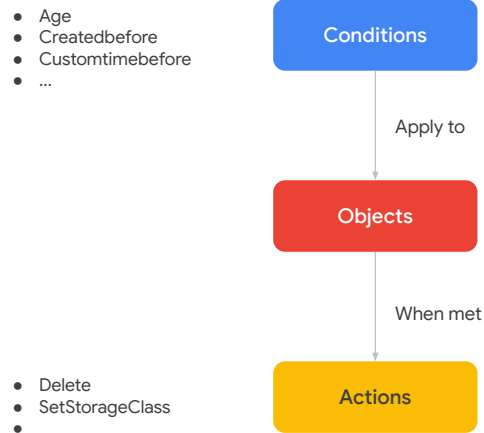 ● Age
● Createdbefore
● Customtimebefore
● ...
Conditions
Apply to
Objects
When met
● Delete
● SetStorageClass
●
Actions